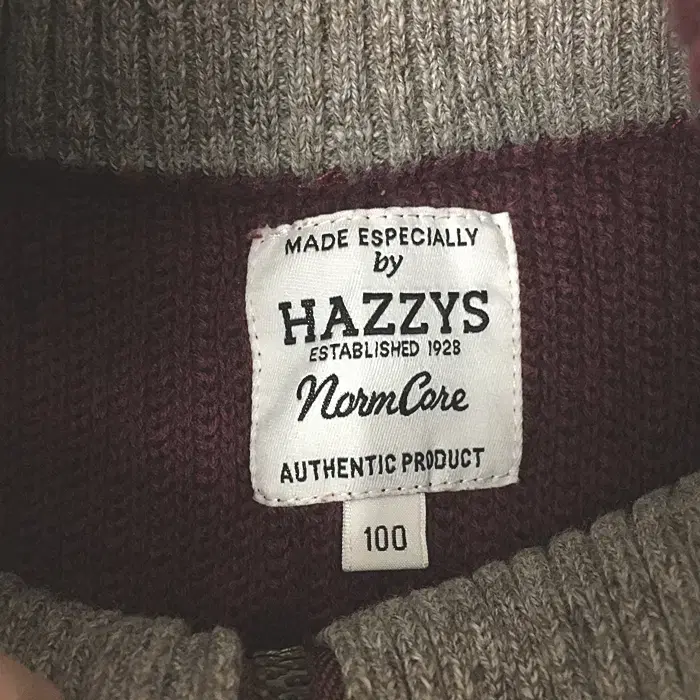 MADE ESPECIALLY
by
HAZZYS
ESTABLISHED 1928
NormCore
AUTHENTIC PRODUCT
100